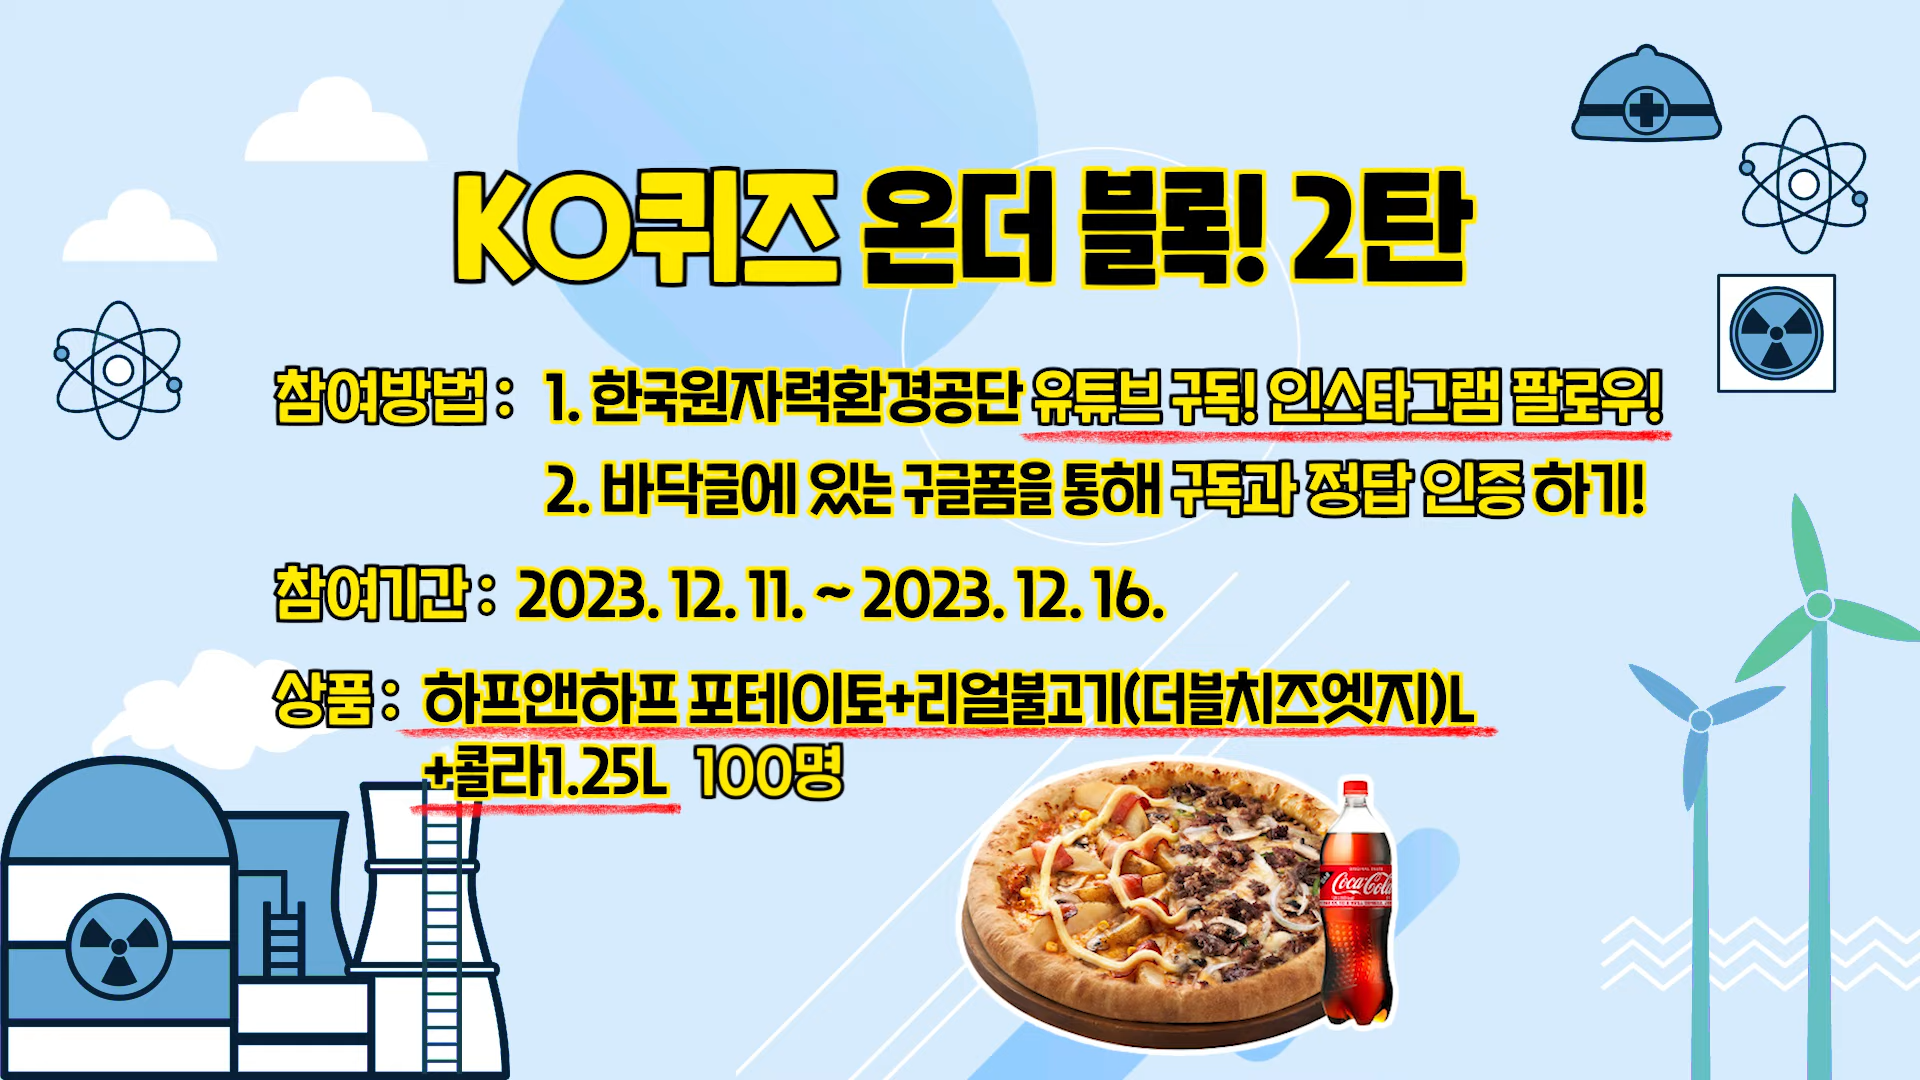 KO퀴즈 온더 블록! 2탄
참여방법 : 1. 한국원자력환경공단 유튜브 구독! 인스타그램 팔로우!
2. 바닥글에 있는 구글폼을 통해 구독과 정답 인증 하기!
참여기간 : 2023. 12. 11. ~ 2023. 12. 16.
상품 : 하프앤하프 포테이토+리얼불고기(더블치즈엣지)L
+콜라1.25L 100명
ORIGINAL TASTE
Coca-Cola